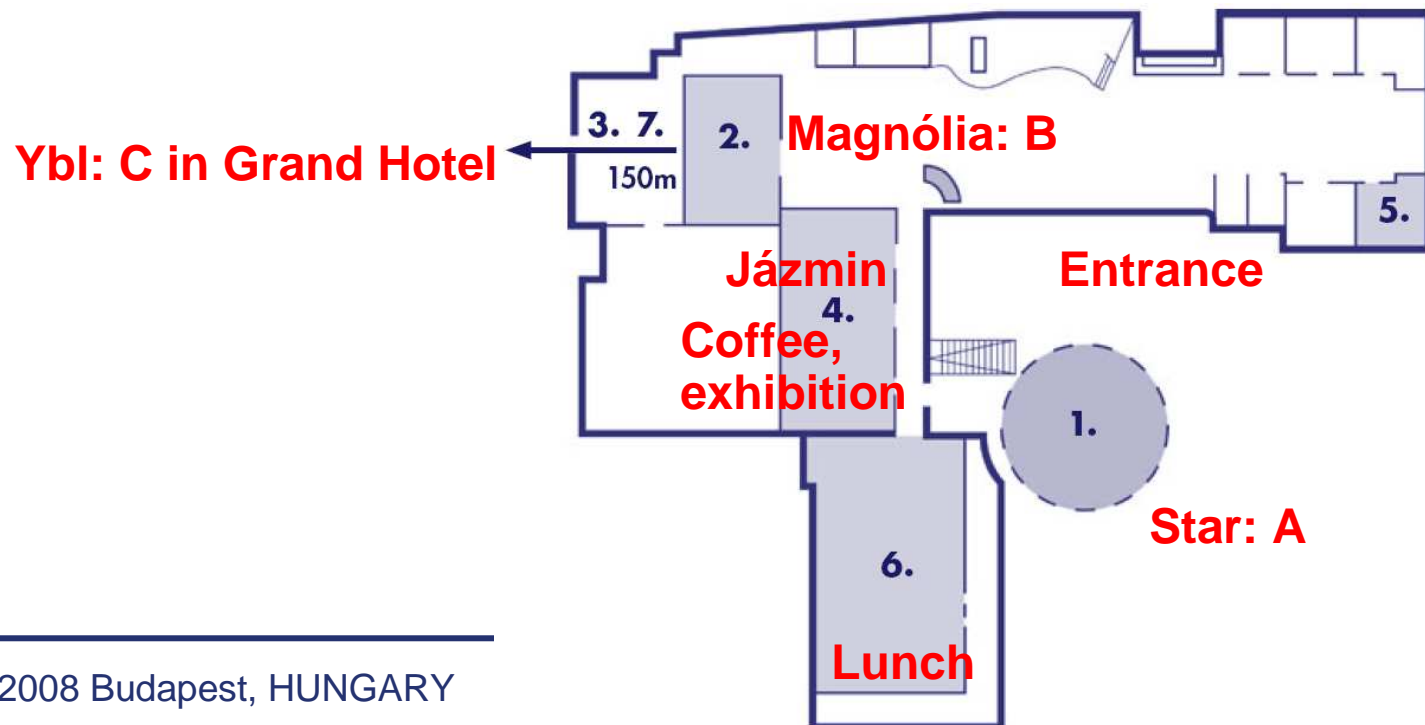 3. 7.
2.
Magnólia: B
Ybl: C in Grand Hotel
150m
5.
Jázmin
Entrance
4.
Coffee,
exhibition
1.
Star: A
6.
Lunch
2008 Budapest, HUNGARY